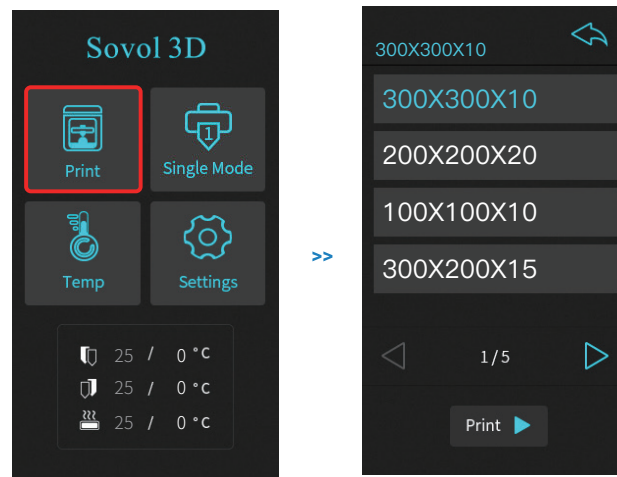 Sovol 3D
Print
1
Single Mode
Temp
Settings
25 / 0 °C
25 / 0 °C
25 / 0 °C
>>
300X300X10
300X300X10
200X200X20
100X100X10
300X200X15
1/5
Print